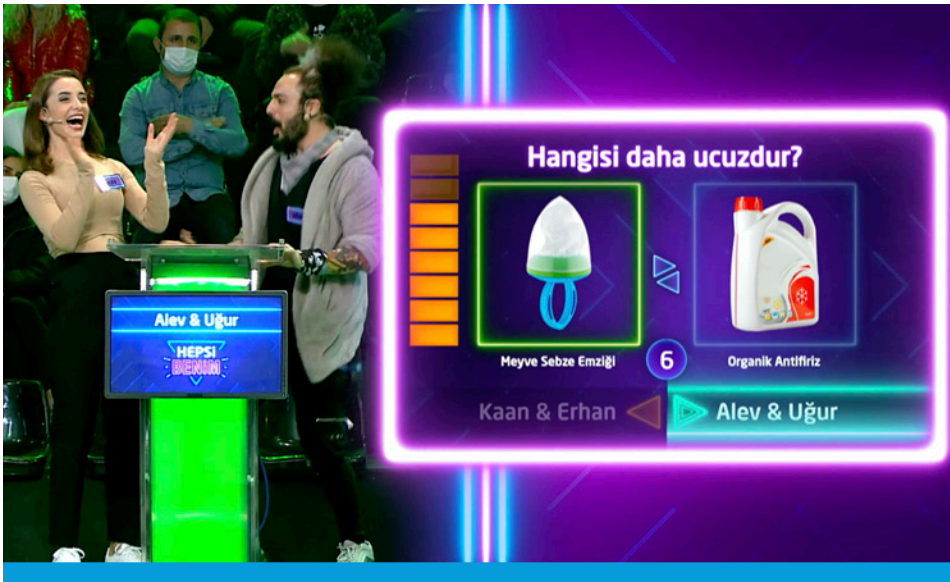 Hangisi daha ucuzdur?
Meyve Sebze Emziği
6
Organik Antifiriz
Kaan & Erhan
Alev & Uğur
Alev & Uğur
HEPSİ
BENİM